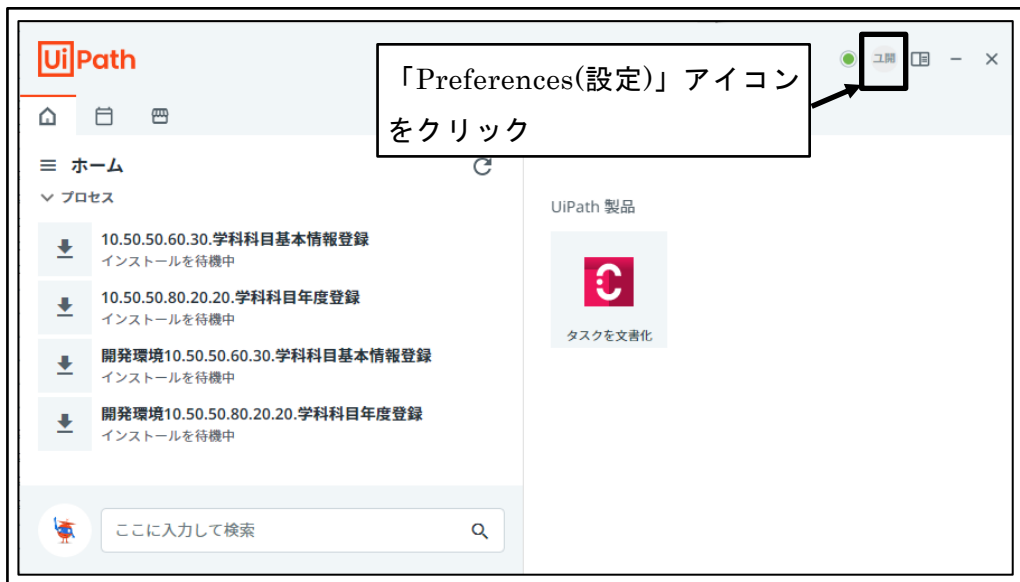 UiPath
「Preferences(設定)」アイコン
をクリック
ユ開
ホーム
プロセス
10.50.50.60.30.学科科目基本情報登録
インストールを待機中
10.50.50.80.20.20.学科科目年度登録
インストールを待機中
開発環境10.50.50.60.30.学科科目基本情報登録
インストールを待機中
開発環境10.50.50.80.20.20.学科科目年度登録
インストールを待機中
ここに入力して検索
UiPath 製品
タスクを文書化